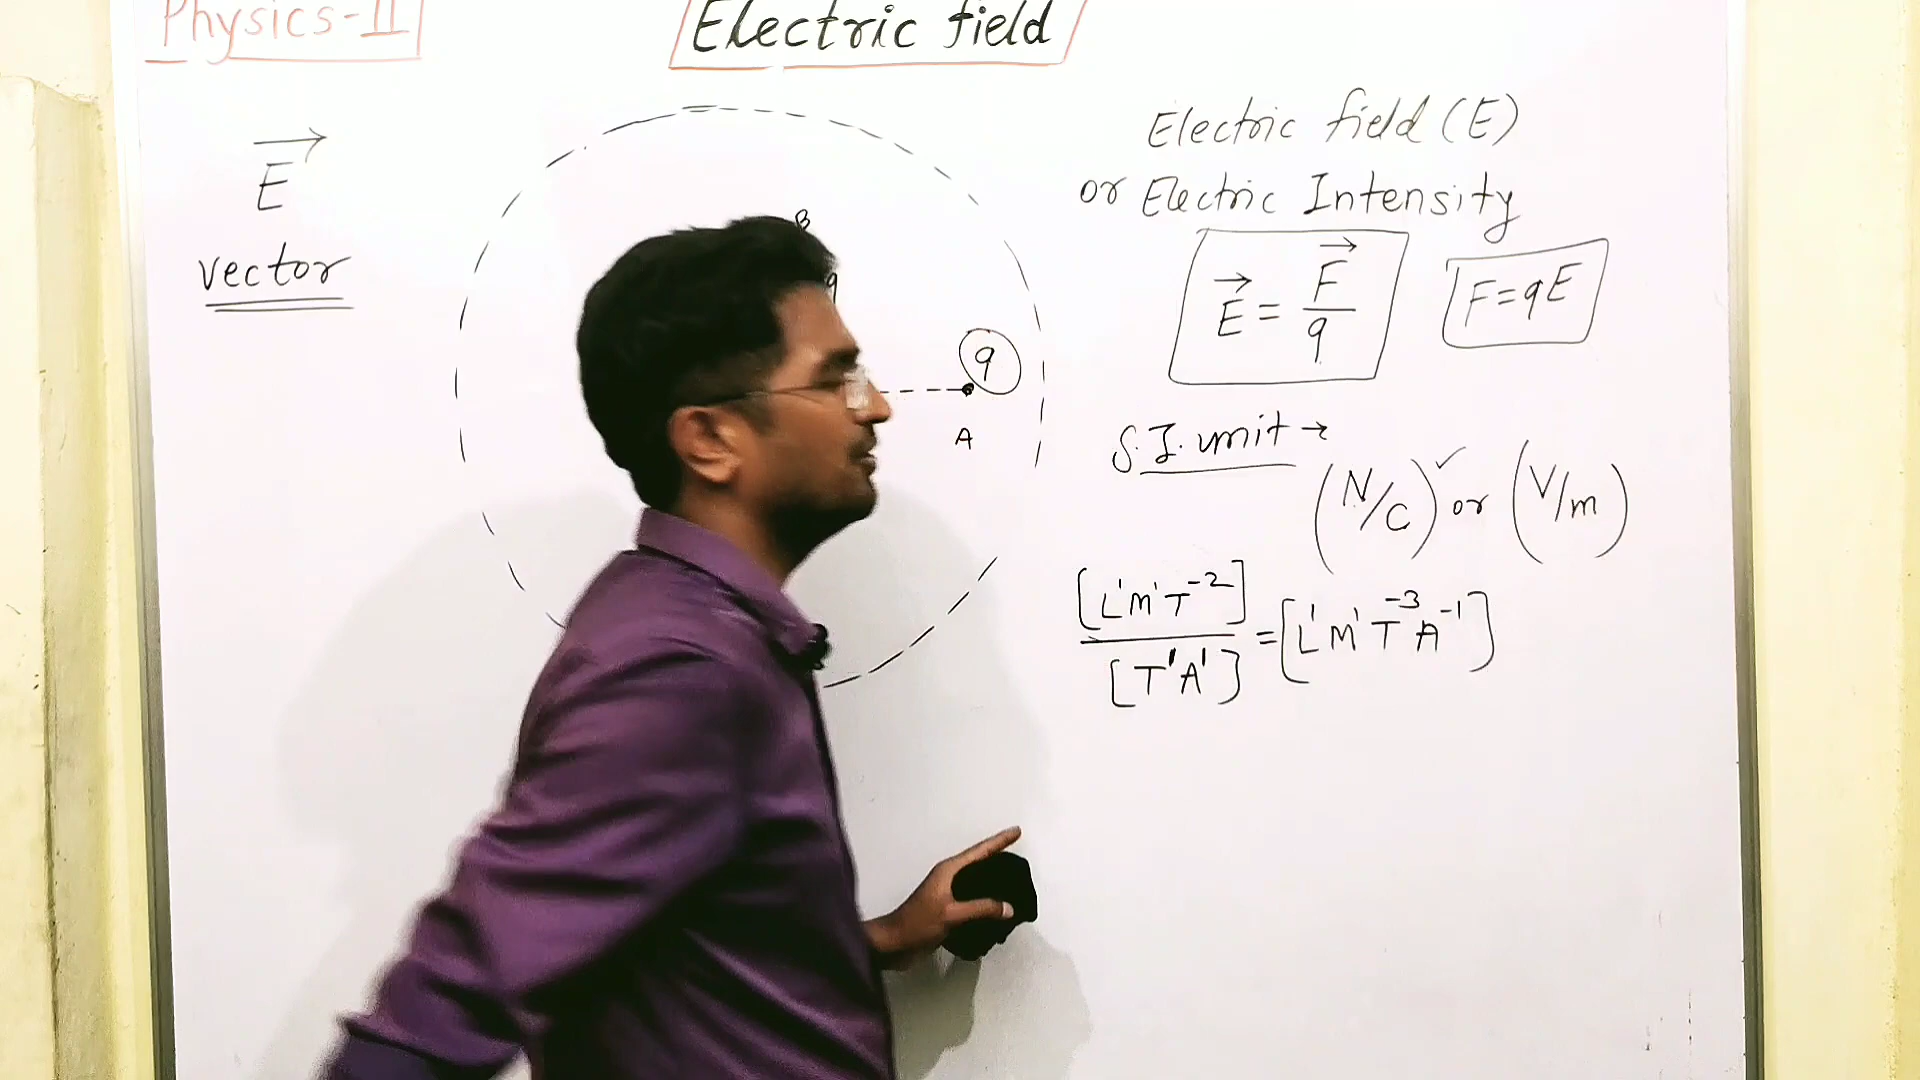 Physics-II
Electric field
E
vector
B
q
q
A
Electric field (E)
or Electric Intensity
E = F/q
F=qE
S.I. unit →
(N/C)✓ or (V/m)
[L¹M¹T⁻²]/[T¹A¹] = [L¹M¹T⁻³A⁻¹]